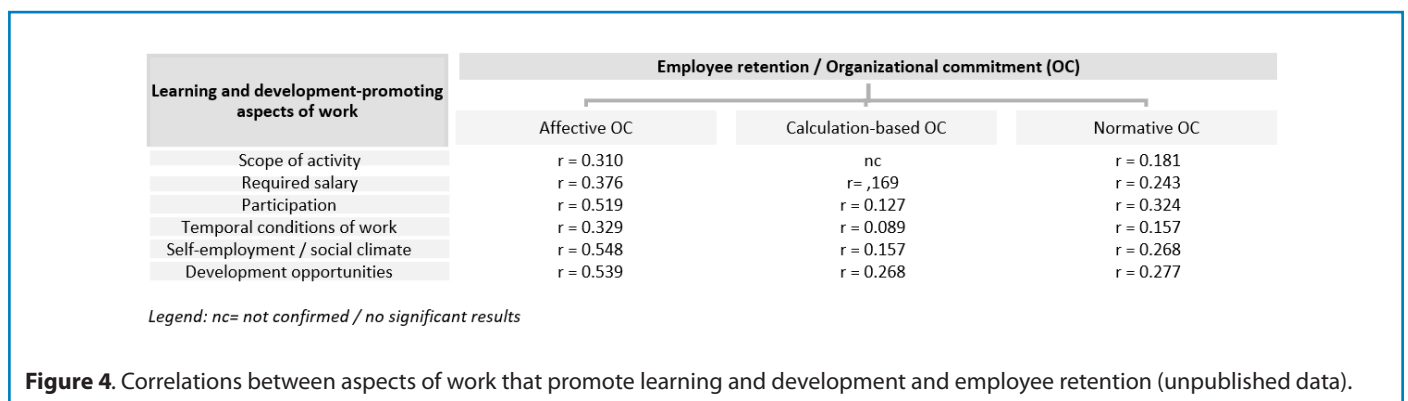 Employee retention / Organizational commitment (OC)
Learning and development-promoting
aspects of work
Affective OC Calculation-based OC Normative OC
Scope of activity r = 0.310 nc r = 0.181
Required salary r = 0.376 r= ,169 r = 0.243
Participation r = 0.519 r = 0.127 r = 0.324
Temporal conditions of work r = 0.329 r = 0.089 r = 0.157
Self-employment / social climate r = 0.548 r = 0.157 r = 0.268
Development opportunities r = 0.539 r = 0.268 r = 0.277
Legend: nc= not confirmed / no significant results
Figure 4. Correlations between aspects of work that promote learning and development and employee retention (unpublished data).